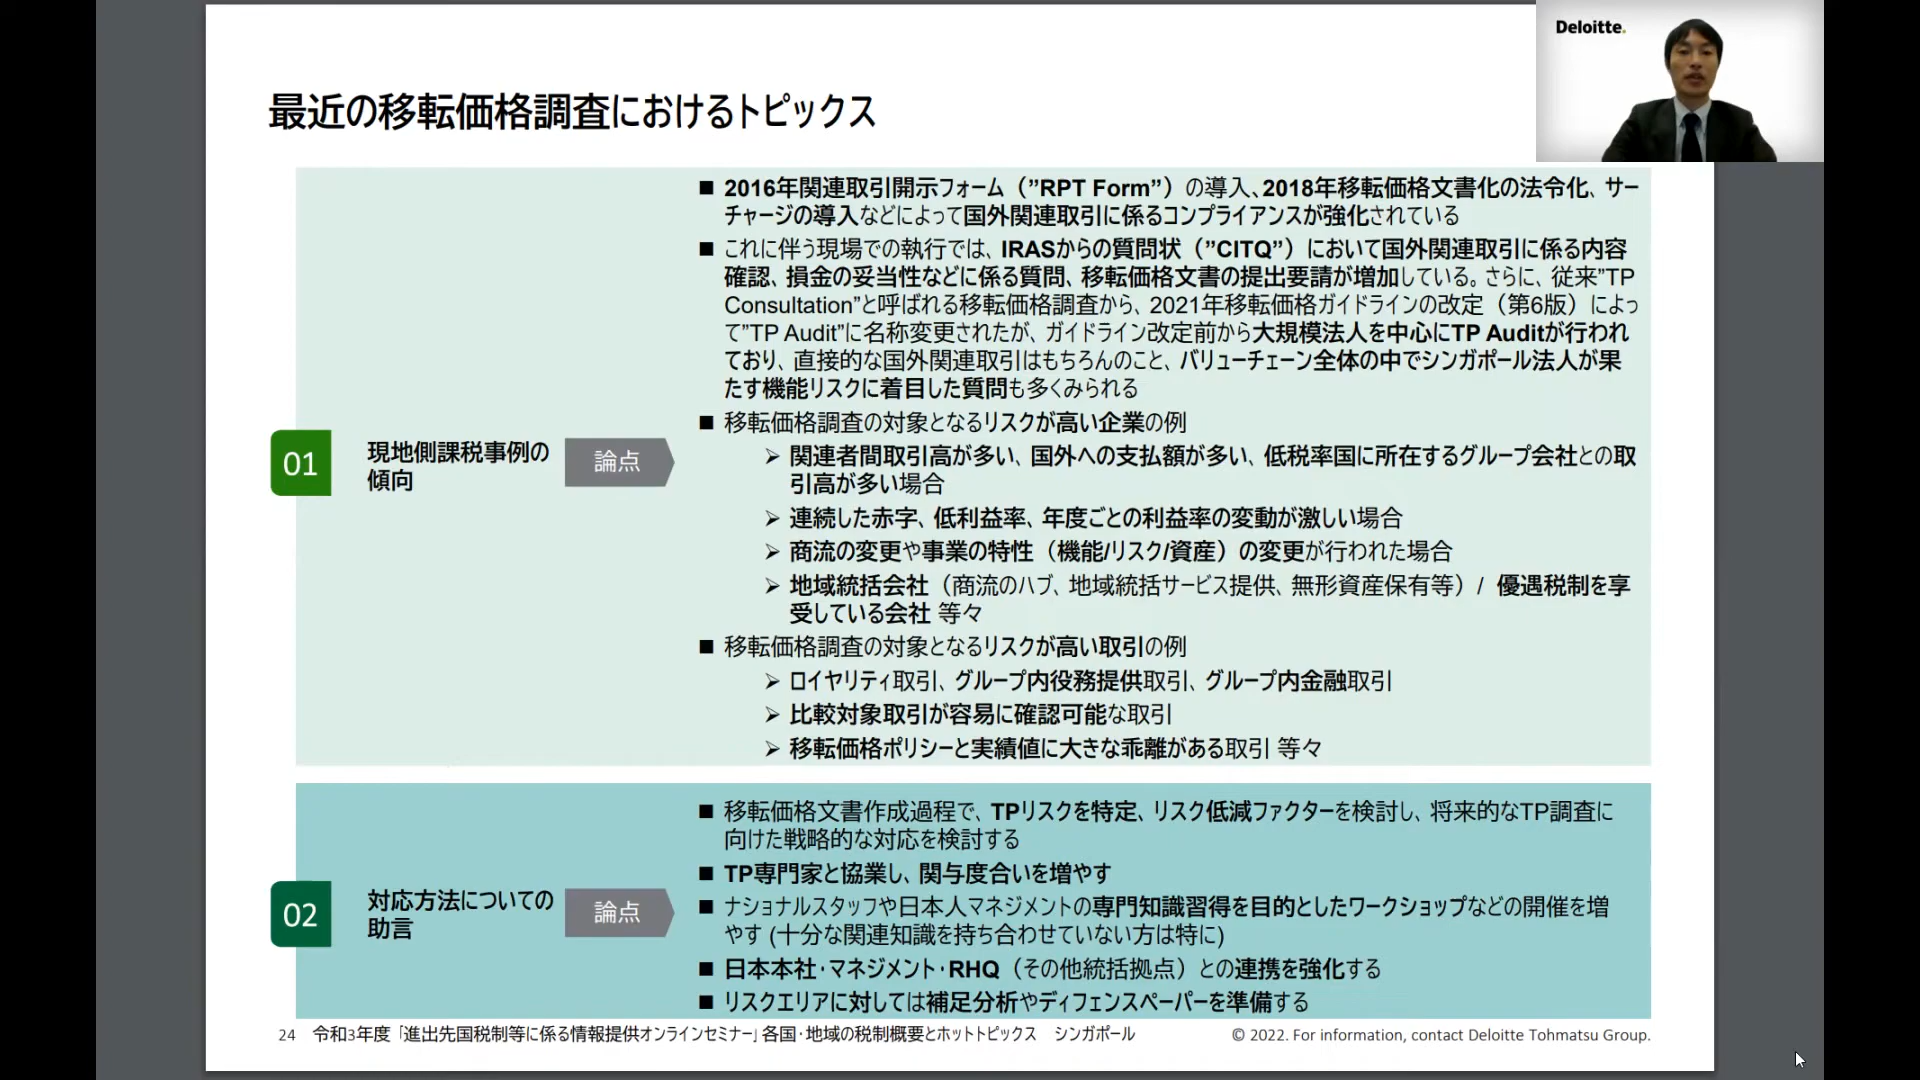 Deloitte.
最近の移転価格調査におけるトピックス
01
現地側課税事例の
傾向
論点
■ 2016年関連取引開示フォーム（”RPT Form”）の導入、2018年移転価格文書化の法令化、サー
チャージの導入などによって国外関連取引に係るコンプライアンスが強化されている
■ これに伴う現場での執行では、IRASからの質問状（”CITQ”）において国外関連取引に係る内容
確認、損金の妥当性などに係る質問、移転価格文書の提出要請が増加している。さらに、従来”TP
Consultation”と呼ばれる移転価格調査から、2021年移転価格ガイドラインの改定（第6版）によっ
て”TP Audit”に名称変更されたが、ガイドライン改定前から大規模法人を中心にTP Auditが行われ
ており、直接的な国外関連取引はもちろんのこと、バリューチェーン全体の中でシンガポール法人が果
たす機能リスクに着目した質問も多くみられる
■ 移転価格調査の対象となるリスクが高い企業の例
➢ 関連者間取引高が多い、国外への支払額が多い、低税率国に所在するグループ会社との取
引高が多い場合
➢ 連続した赤字、低利益率、年度ごとの利益率の変動が激しい場合
➢ 商流の変更や事業の特性（機能/リスク/資産）の変更が行われた場合
➢ 地域統括会社（商流のハブ、地域統括サービス提供、無形資産保有等）/ 優遇税制を享
受している会社 等々
■ 移転価格調査の対象となるリスクが高い取引の例
➢ ロイヤリティ取引、グループ内役務提供取引、グループ内金融取引
➢ 比較対象取引が容易に確認可能な取引
➢ 移転価格ポリシーと実績値に大きな乖離がある取引 等々
02
対応方法についての
助言
論点
■ 移転価格文書作成過程で、TPリスクを特定、リスク低減ファクターを検討し、将来的なTP調査に
向けた戦略的な対応を検討する
■ TP専門家と協業し、関与度合いを増やす
■ ナショナルスタッフや日本人マネジメントの専門知識習得を目的としたワークショップなどの開催を増
やす (十分な関連知識を持ち合わせていない方は特に)
■ 日本本社・マネジメント・RHQ（その他統括拠点）との連携を強化する
■ リスクエリアに対しては補足分析やディフェンスペーパーを準備する
24 令和3年度「進出先国税制等に係る情報提供オンラインセミナー」各国・地域の税制概要とホットトピックス シンガポール
© 2022. For information, contact Deloitte Tohmatsu Group.